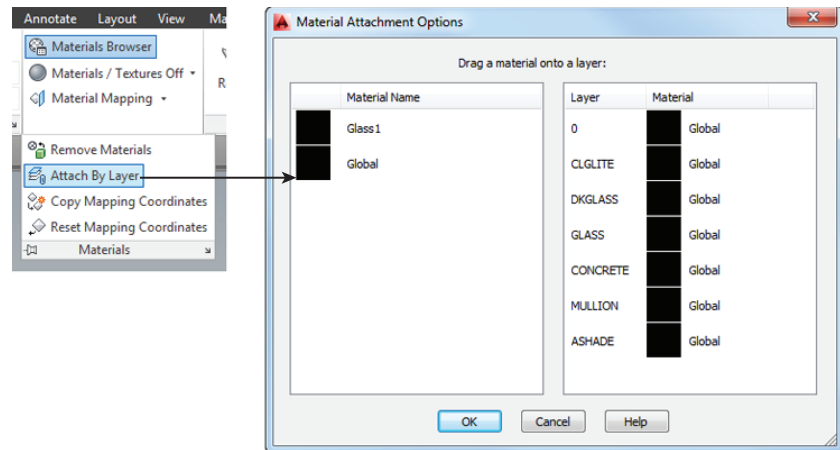 Annotate Layout View Ma
Materials Browser
Materials / Textures Off
R
Material Mapping
Remove Materials
Attach By Layer
Copy Mapping Coordinates
Reset Mapping Coordinates
Materials
Material Attachment Options
Drag a material onto a layer:
Material Name
Glass1
Global
Layer Material
0 Global
CLGLITE Global
DKGLASS Global
GLASS Global
CONCRETE Global
MULLION Global
ASHADE Global
OK Cancel Help